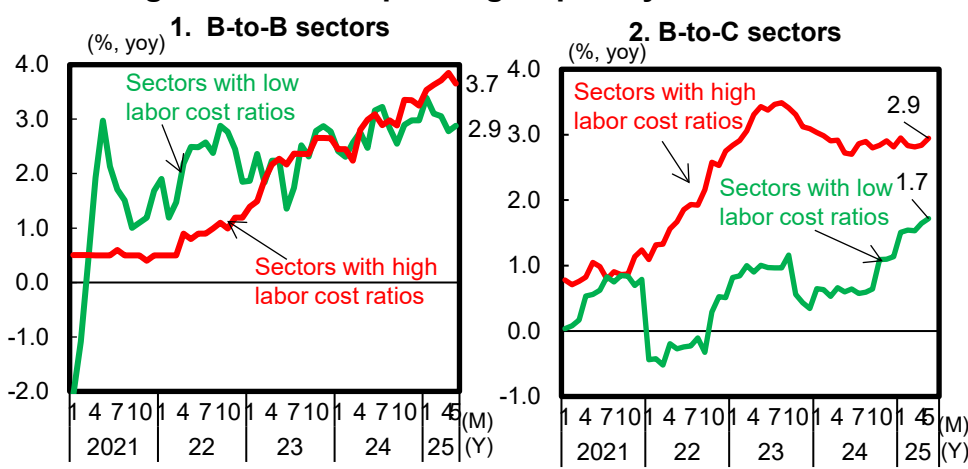 1. B-to-B sectors
(%, yoy)
4.0
3.0
2.0
1.0
0.0
-1.0
-2.0
Sectors with low
labor cost ratios
3.7
2.9
Sectors with high
labor cost ratios
1 4 7 10 1 4 7 10 1 4 7 10 1 4 7 10 1 4 5 (M)
2021 22 23 24 25 (Y)
2. B-to-C sectors
(%, yoy)
4.0
3.0
2.0
1.0
0.0
-1.0
Sectors with high
labor cost ratios
2.9
Sectors with low
labor cost ratios
1.7
1 4 7 10 1 4 7 10 1 4 7 10 1 4 7 10 1 4 5 (M)
2021 22 23 24 25 (Y)